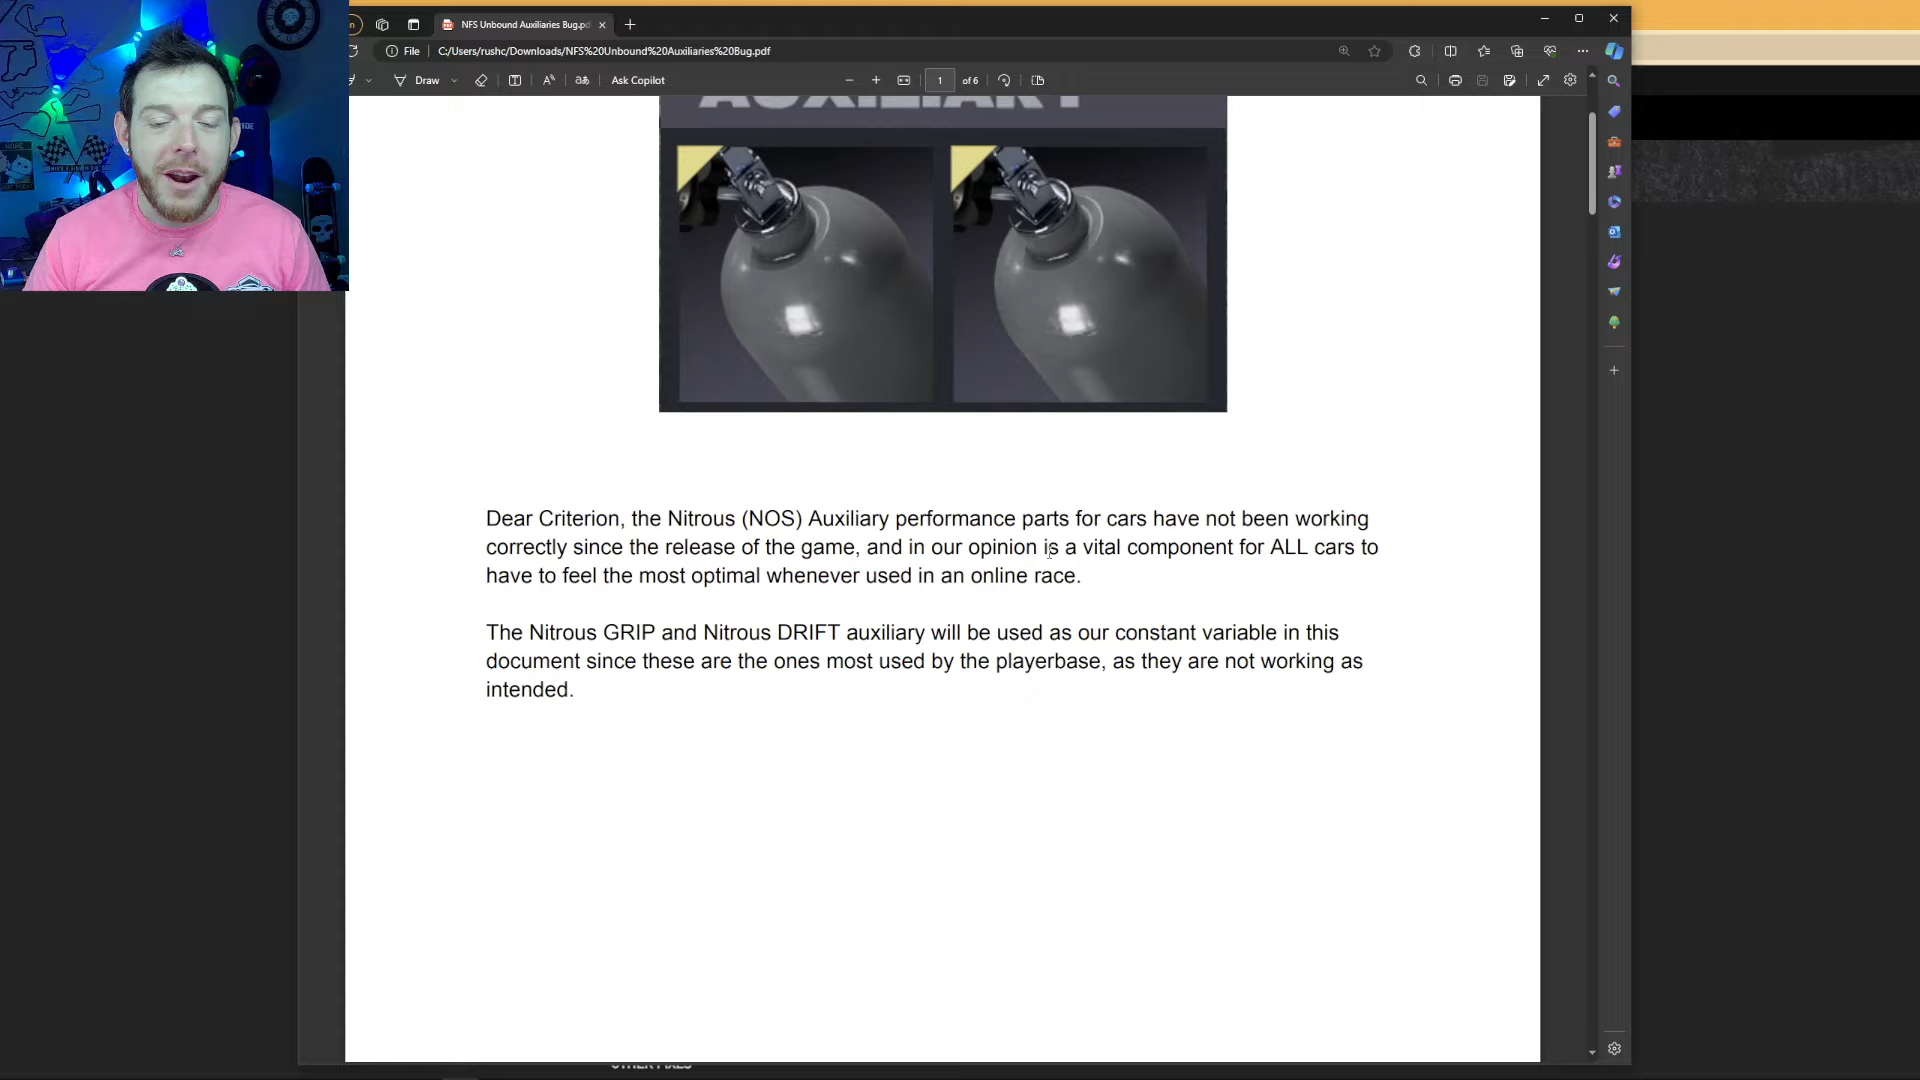 NFS Unbound Auxiliaries Bug.pd
File C:/Users/rushc/Downloads/NFS%20Unbound%20Auxiliaries%20Bug.pdf
Draw Ask Copilot 1 of 6
AUXILIARY
Dear Criterion, the Nitrous (NOS) Auxiliary performance parts for cars have not been working
correctly since the release of the game, and in our opinion is a vital component for ALL cars to
have to feel the most optimal whenever used in an online race.
The Nitrous GRIP and Nitrous DRIFT auxiliary will be used as our constant variable in this
document since these are the ones most used by the playerbase, as they are not working as
intended.
OTHER FIXES